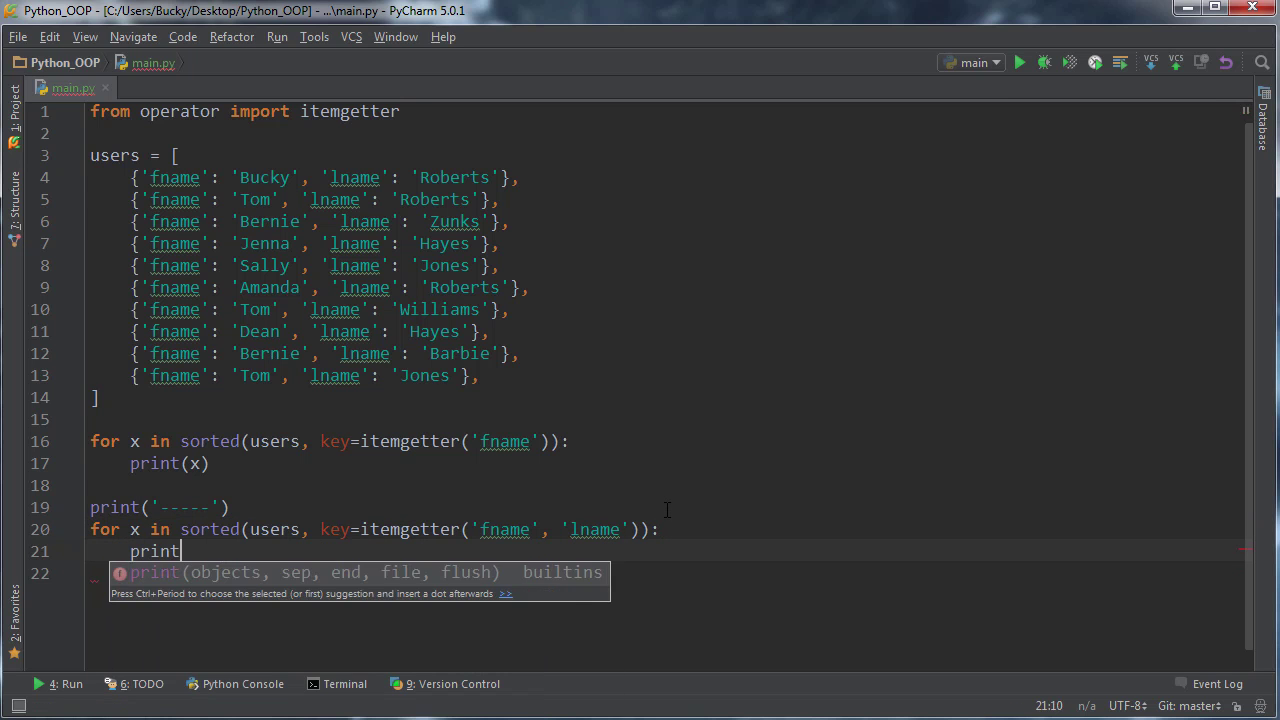 Python_OOP - [C:/Users/Bucky/Desktop/Python_OOP] - ...\main.py - PyCharm 5.0.1
File Edit View Navigate Code Refactor Run Tools VCS Window Help
Python_OOP main.py main VCS VCS
1: Project
7: Structure
2: Favorites
Database
main.py
1 from operator import itemgetter
2
3 users = [
4 {'fname': 'Bucky', 'lname': 'Roberts'},
5 {'fname': 'Tom', 'lname': 'Roberts'},
6 {'fname': 'Bernie', 'lname': 'Zunks'},
7 {'fname': 'Jenna', 'lname': 'Hayes'},
8 {'fname': 'Sally', 'lname': 'Jones'},
9 {'fname': 'Amanda', 'lname': 'Roberts'},
10 {'fname': 'Tom', 'lname': 'Williams'},
11 {'fname': 'Dean', 'lname': 'Hayes'},
12 {'fname': 'Bernie', 'lname': 'Barbie'},
13 {'fname': 'Tom', 'lname': 'Jones'},
14 ]
15
16 for x in sorted(users, key=itemgetter('fname')):
17 print(x)
18
19 print('-----')
20 for x in sorted(users, key=itemgetter('fname', 'lname')):
21 print
22
print(objects, sep, end, file, flush) builtins
Press Ctrl+Period to choose the selected (or first) suggestion and insert a dot afterwards >>
4: Run 6: TODO Python Console Terminal 9: Version Control Event Log
21:10 n/a UTF-8 Git: master